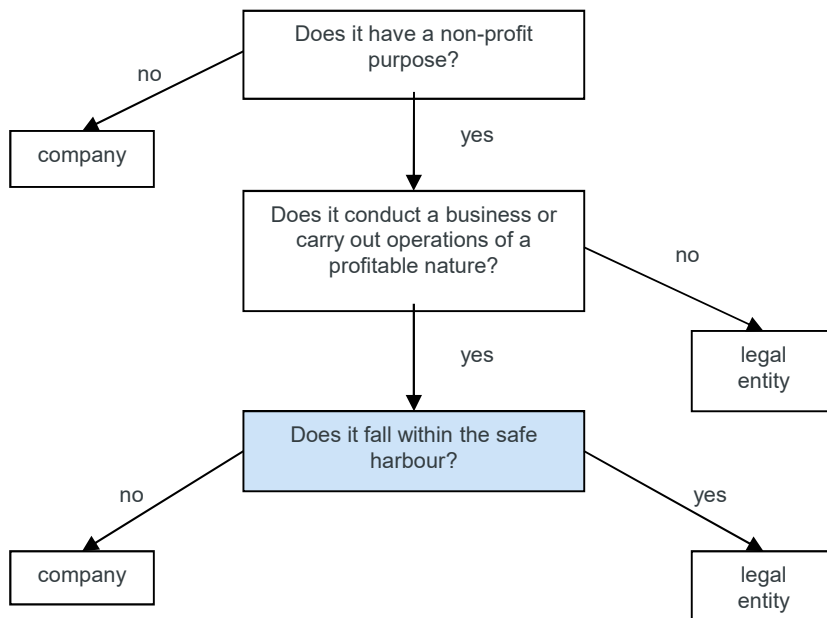 Does it have a non-profit
purpose?
no
company
yes
Does it conduct a business or
carry out operations of a
profitable nature?
no
legal
entity
yes
Does it fall within the safe
harbour?
no
yes
company
legal
entity